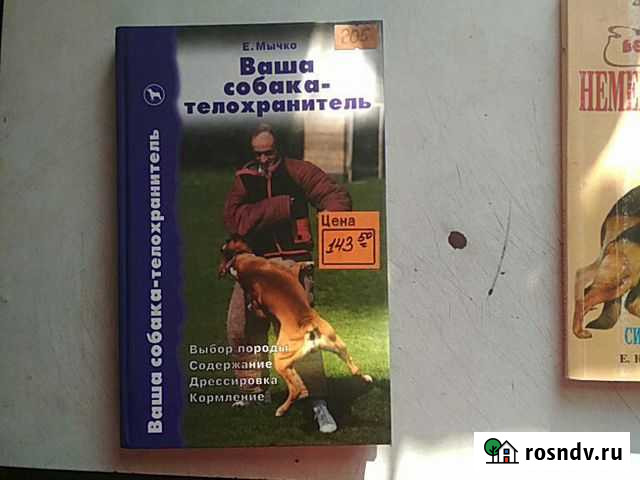 205
Е. Мычко
Ваша
собака-
телохранитель
Ваша собака-телохранитель
Цена
143 50
Выбор породы
Содержание
Дрессировка
Кормление
НЕМЕ
СИ
Е. К
rosndv.ru